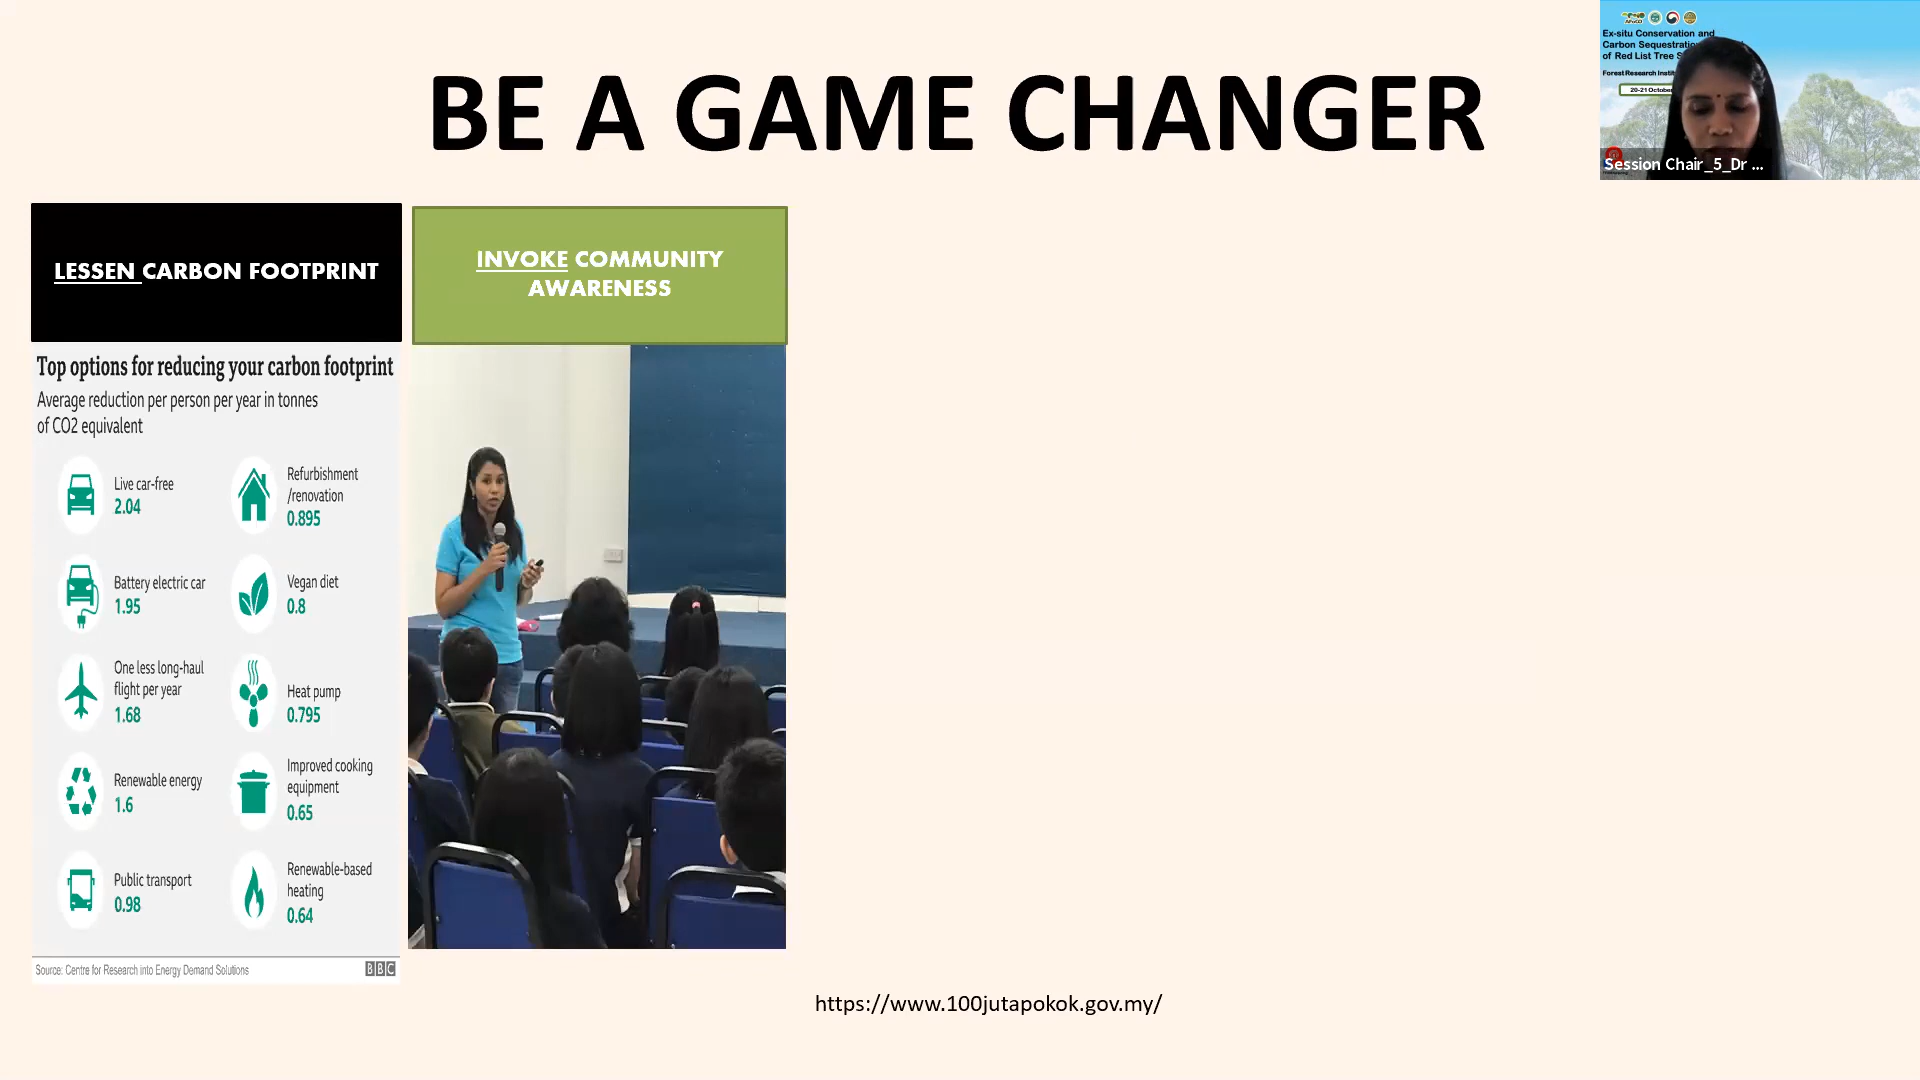 BE A GAME CHANGER
Ex-situ Conservation and
Carbon Sequestration
of Red List Tree
Forest Research
20-21 October
Session Chair_5_Dr ...
LESSEN CARBON FOOTPRINT
INVOKE COMMUNITY
AWARENESS
Top options for reducing your carbon footprint
Average reduction per person per year in tonnes
of CO2 equivalent
Live car-free
2.04
Refurbishment
/renovation
0.895
Battery electric car
1.95
Vegan diet
0.8
One less long-haul
flight per year
1.68
Heat pump
0.795
Renewable energy
1.6
Improved cooking
equipment
0.65
Public transport
0.98
Renewable-based
heating
0.64
Source: Centre for Research into Energy Demand Solutions
BBC
https://www.100jutapokok.gov.my/